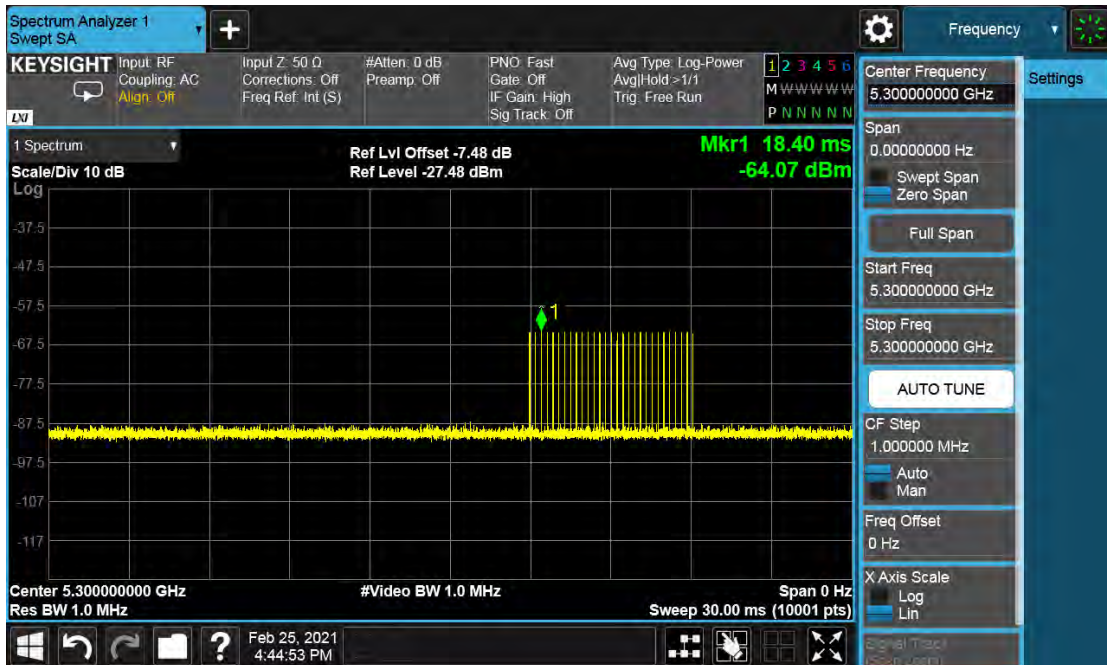 Spectrum Analyzer 1
Swept SA
+
Frequency
KEYSIGHT
LXI
Input: RF
Coupling: AC
Align: Off
Input Z: 50 Ω
Corrections: Off
Freq Ref: Int (S)
#Atten: 0 dB
Preamp: Off
PNO: Fast
Gate: Off
IF Gain: High
Sig Track: Off
Avg Type: Log-Power
Avg|Hold >1/1
Trig: Free Run
1 2 3 4 5 6
M W W W W W
P N N N N N
1 Spectrum
Scale/Div 10 dB
Log
Ref Lvl Offset -7.48 dB
Ref Level -27.48 dBm
Mkr1 18.40 ms
-64.07 dBm
-37.5
-47.5
-57.5
-67.5
-77.5
-87.5
-97.5
-107
-117
1
Center 5.300000000 GHz
Res BW 1.0 MHz
#Video BW 1.0 MHz
Span 0 Hz
Sweep 30.00 ms (10001 pts)
Center Frequency
5.300000000 GHz
Settings
Span
0.00000000 Hz
Swept Span
Zero Span
Full Span
Start Freq
5.300000000 GHz
Stop Freq
5.300000000 GHz
AUTO TUNE
CF Step
1.000000 MHz
Auto
Man
Freq Offset
0 Hz
X Axis Scale
Log
Lin
Signal Track
?
Feb 25, 2021
4:44:53 PM